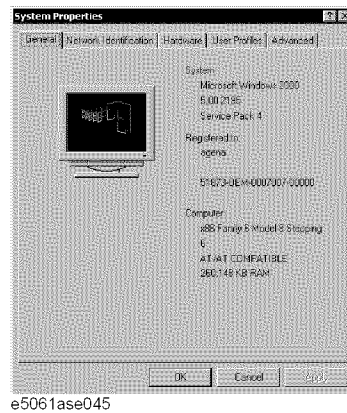 System Properties
General Network Identification Hardware User Profiles Advanced
System:
Microsoft Windows 2000
5.00.2195
Service Pack 4
Registered to:
agena
51873-OEM-0007007-00000
Computer:
x86 Family 6 Model 8 Stepping
6
AT/AT COMPATIBLE
260,148 KB RAM
OK Cancel Apply
e5061ase045